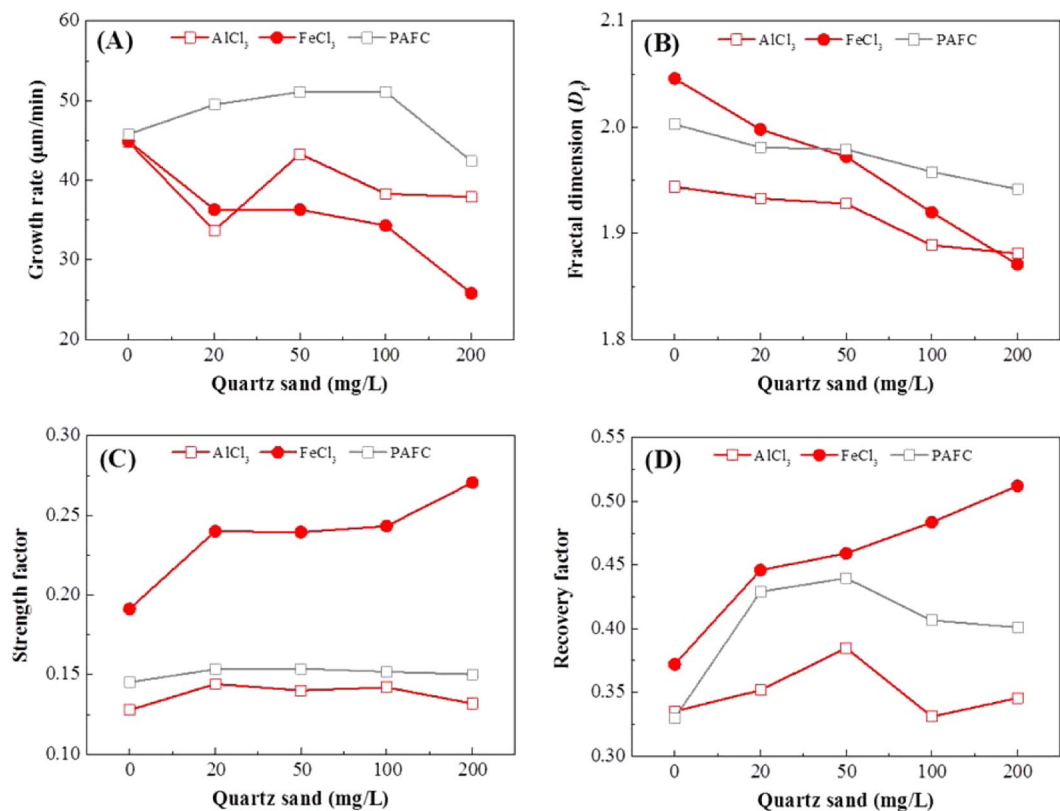 (A)
AlCl₃ FeCl₃ PAFC
Growth rate (μm/min)
60
50
40
30
20
0 20 50 100 200
Quartz sand (mg/L)
(B)
AlCl₃ FeCl₃ PAFC
Fractal dimension (Df)
2.1
2.0
1.9
1.8
0 20 50 100 200
Quartz sand (mg/L)
(C)
AlCl₃ FeCl₃ PAFC
Strength factor
0.30
0.25
0.20
0.15
0.10
0 20 50 100 200
Quartz sand (mg/L)
(D)
AlCl₃ FeCl₃ PAFC
Recovery factor
0.55
0.50
0.45
0.40
0.35
0.30
0 20 50 100 200
Quartz sand (mg/L)